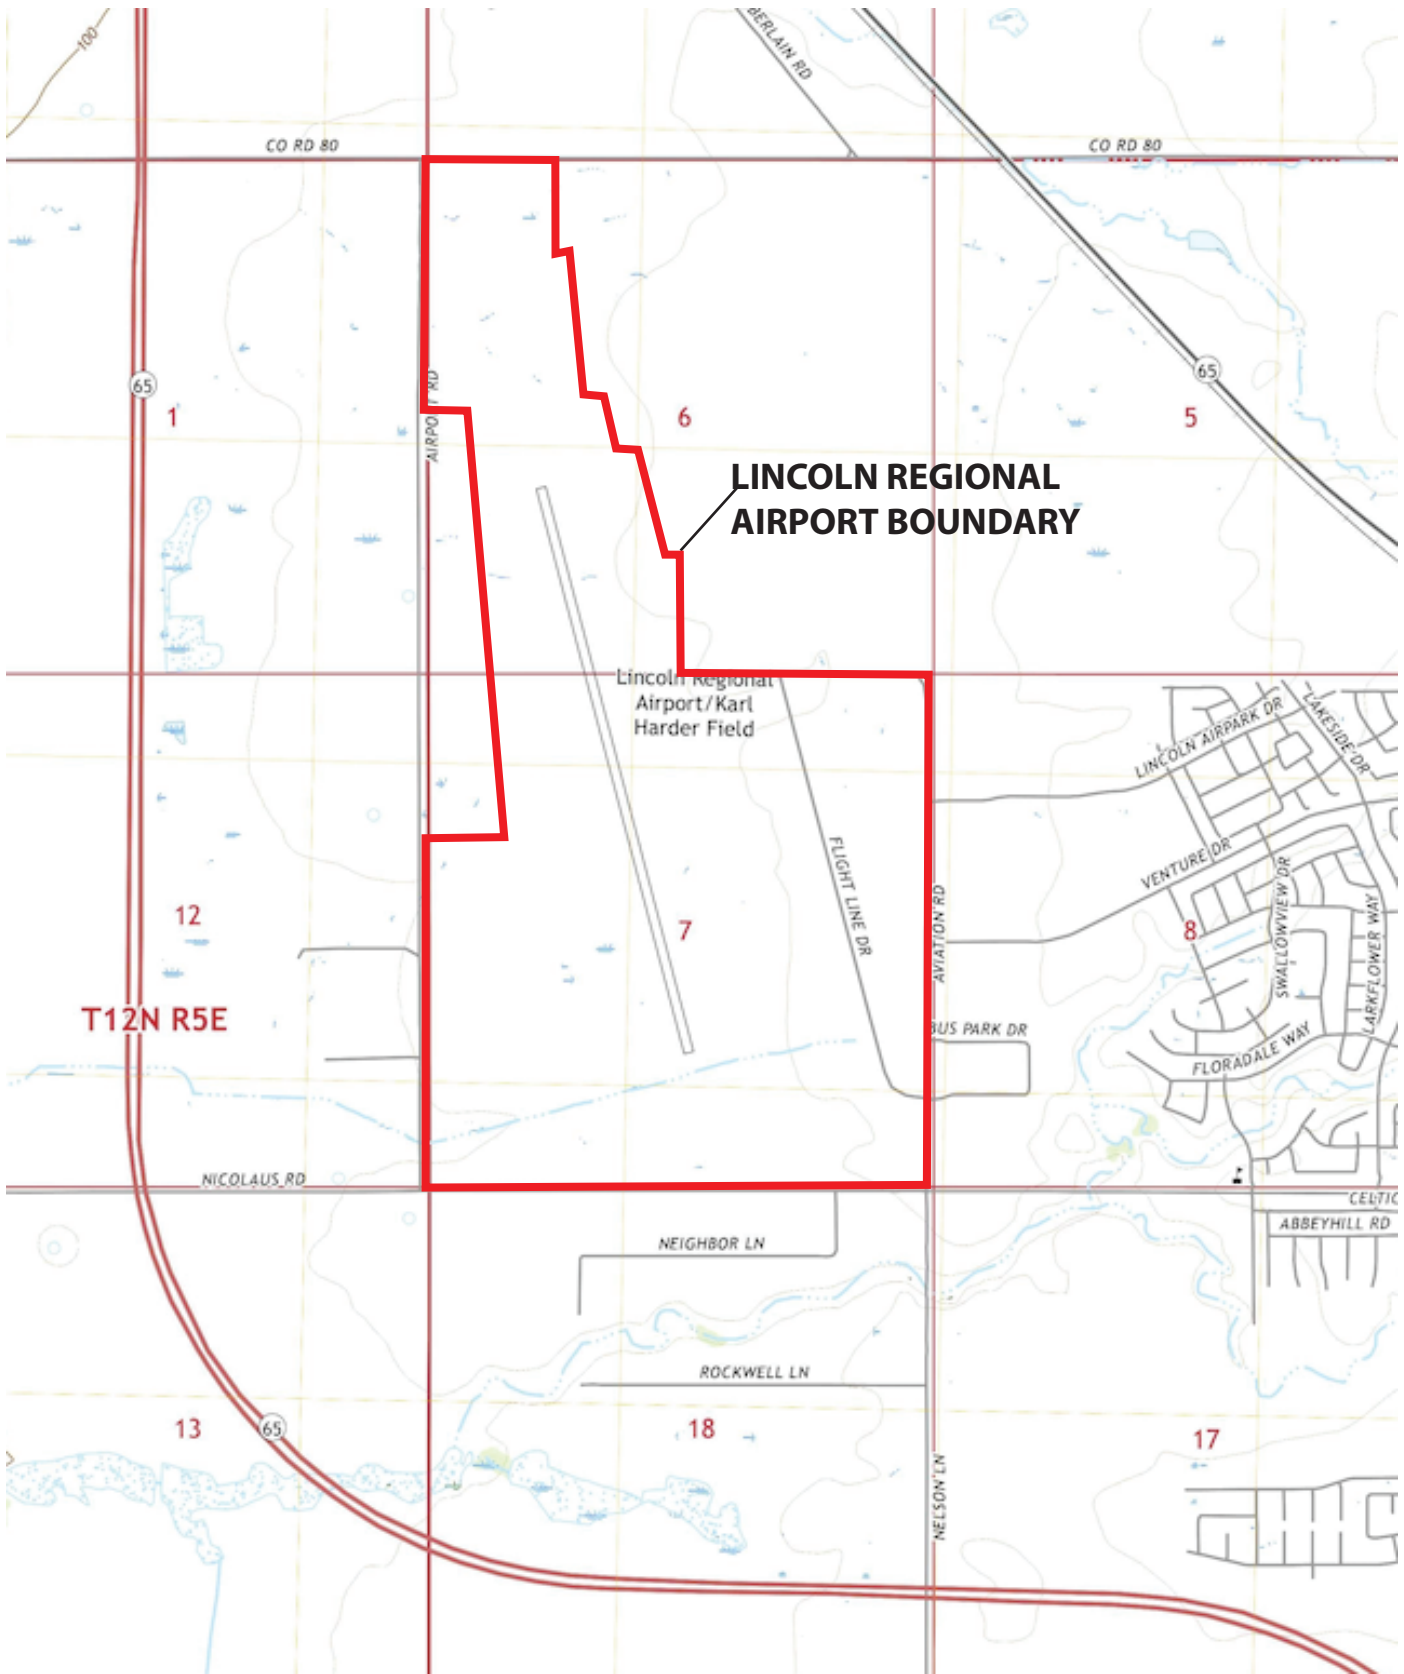 100
BERLAIN RD
CO RD 80
CO RD 80
65
65
AIRPORT RD
1
6
5
LINCOLN REGIONAL
AIRPORT BOUNDARY
Lincoln Regional
Airport/Karl
Harder Field
LINCOLN AIRPARK DR
LAKESIDE DR
FLIGHT LINE DR
VENTURE DR
SWALLOWVIEW DR
LARKFLOWER WAY
AVIATION RD
12
7
8
T12N R5E
BUS PARK DR
FLORADALE WAY
NICOLAUS RD
CELTIC
ABBEYHILL RD
NEIGHBOR LN
ROCKWELL LN
13
65
18
17
NELSON LN